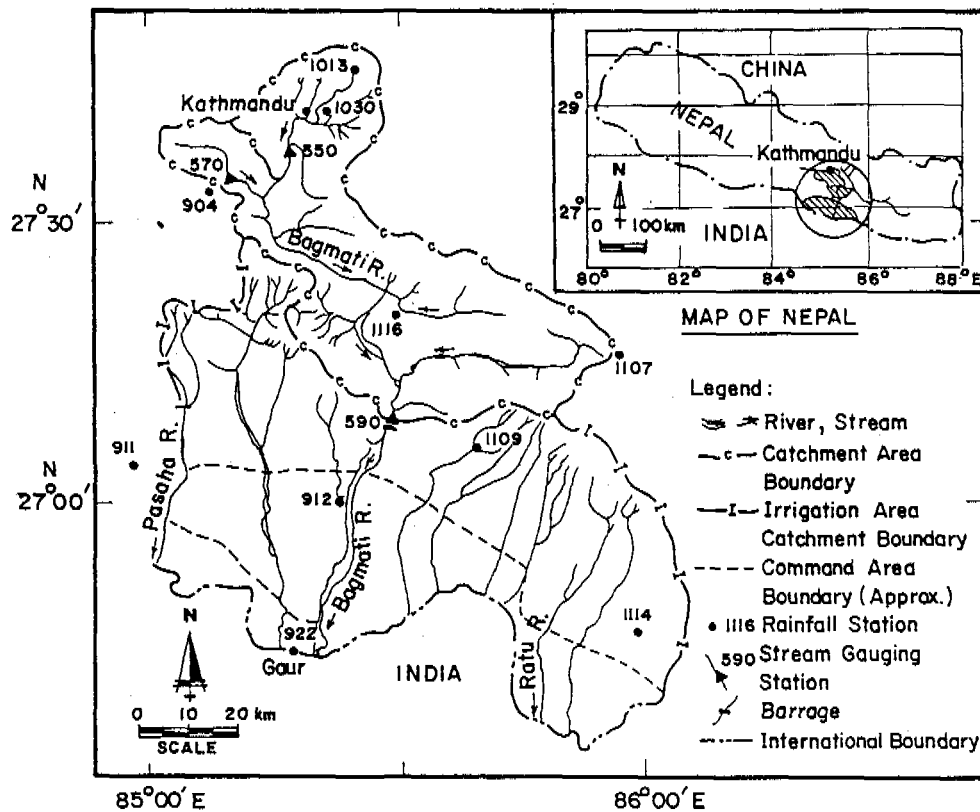 1013
Kathmandu
1030
550
570
904
N
27°30'
Bagmati R.
1116
1107
590
1109
911
Pasaha R.
27°00'
912
Bagmati R.
1114
922
Gaur
INDIA
Ratu R.
N
0 10 20 km
SCALE
85°00' E
86°00' E
CHINA
29°
NEPAL
Kathmandu
N
27°
0 100km
INDIA
80° 82° 84° 86° 88° E
MAP OF NEPAL
Legend :
River, Stream
c Catchment Area
Boundary
I Irrigation Area
Catchment Boundary
Command Area
Boundary (Approx.)
1116 Rainfall Station
590 Stream Gauging
Station
Barrage
International Boundary